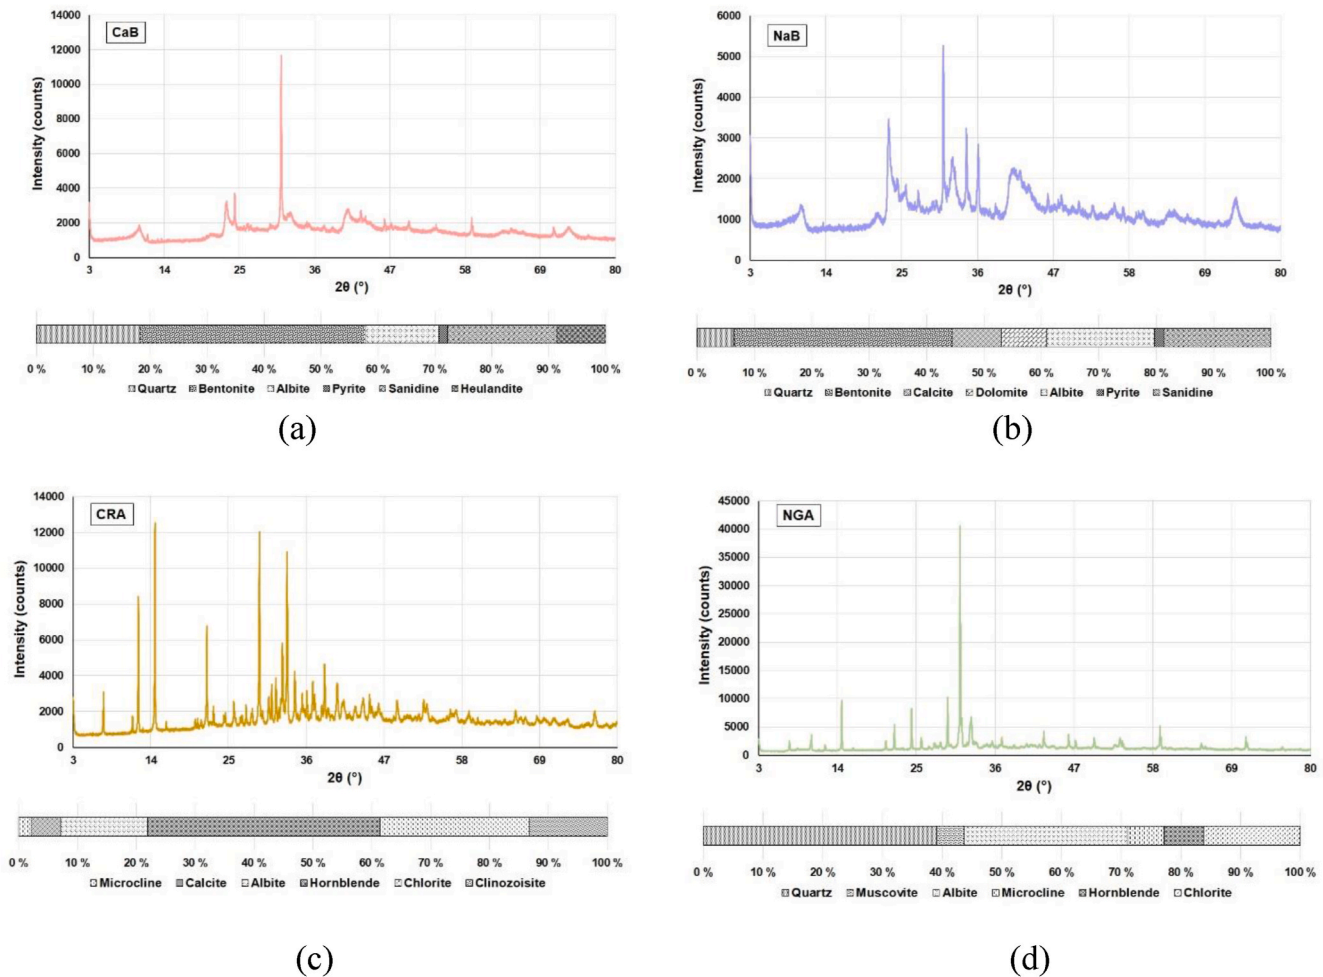 CaB
Intensity (counts)
14000
12000
10000
8000
6000
4000
2000
0
3 14 25 36 47 58 69 80
2θ (°)
0 % 10 % 20 % 30 % 40 % 50 % 60 % 70 % 80 % 90 % 100 %
Quartz Bentonite Albite Pyrite Sanidine Heulandite
(a)
NaB
Intensity (counts)
6000
5000
4000
3000
2000
1000
0
3 14 25 36 47 58 69 80
2θ (°)
0 % 10 % 20 % 30 % 40 % 50 % 60 % 70 % 80 % 90 % 100 %
Quartz Bentonite Calcite Dolomite Albite Pyrite Sanidine
(b)
CRA
Intensity (counts)
14000
12000
10000
8000
6000
4000
2000
0
3 14 25 36 47 58 69 80
2θ (°)
0 % 10 % 20 % 30 % 40 % 50 % 60 % 70 % 80 % 90 % 100 %
Microcline Calcite Albite Hornblende Chlorite Clinozoisite
(c)
NGA
Intensity (counts)
45000
40000
35000
30000
25000
20000
15000
10000
5000
0
3 14 25 36 47 58 69 80
2θ (°)
0 % 10 % 20 % 30 % 40 % 50 % 60 % 70 % 80 % 90 % 100 %
Quartz Muscovite Albite Microcline Hornblende Chlorite
(d)